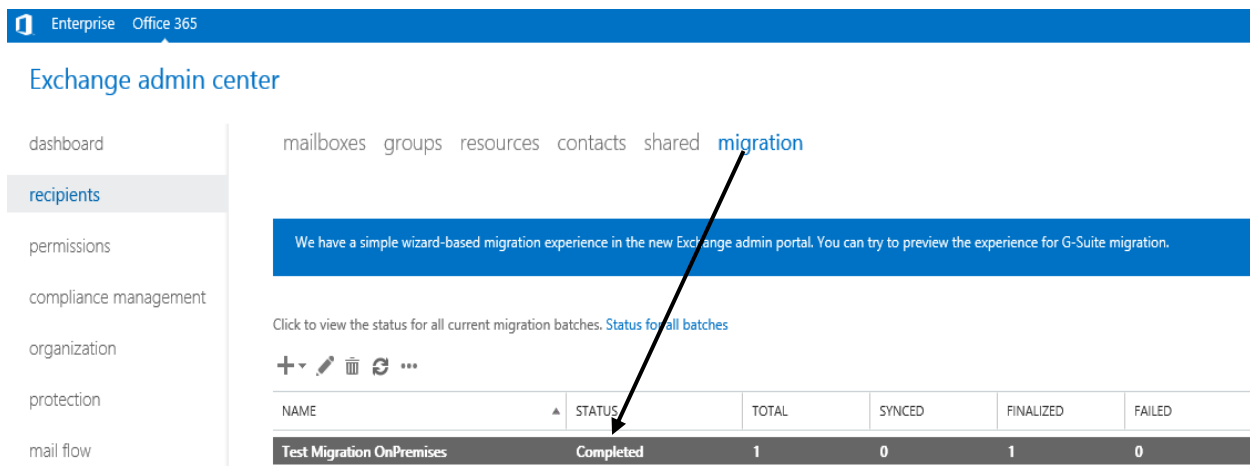 Enterprise Office 365
Exchange admin center
dashboard
recipients
permissions
compliance management
organization
protection
mail flow
mailboxes groups resources contacts shared migration
We have a simple wizard-based migration experience in the new Exchange admin portal. You can try to preview the experience for G-Suite migration.
Click to view the status for all current migration batches. Status for all batches
NAME STATUS TOTAL SYNCED FINALIZED FAILED
Test Migration OnPremises Completed 1 0 1 0